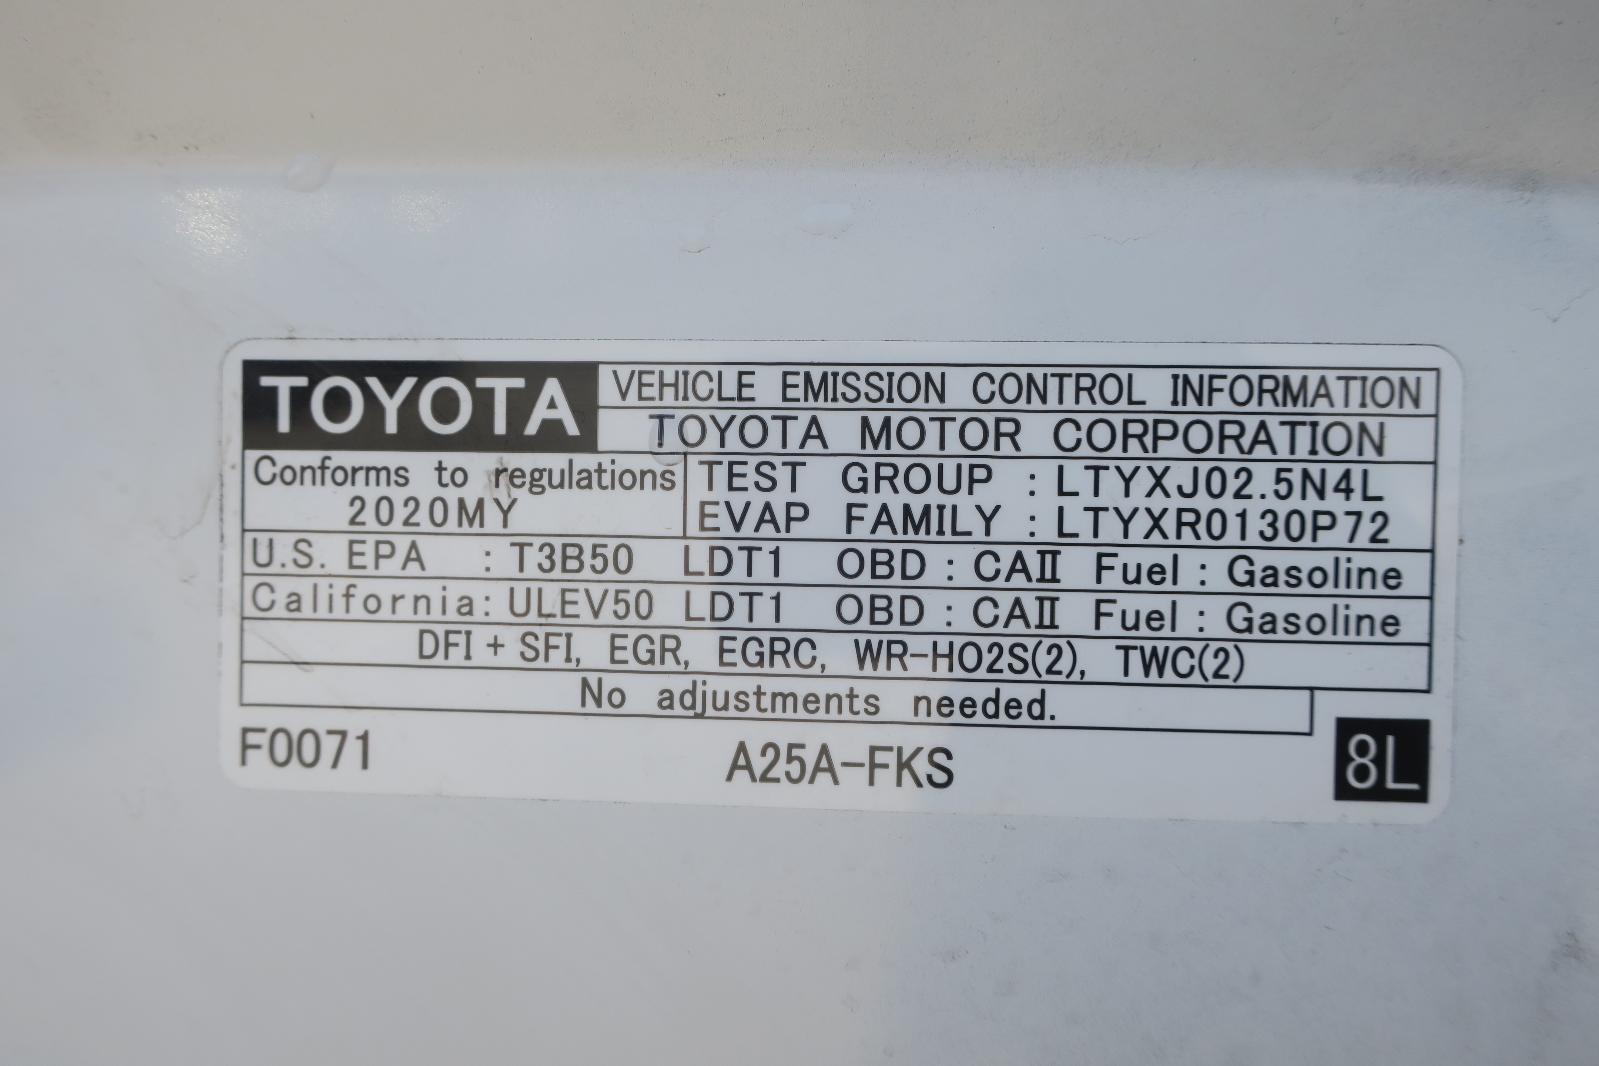 TOYOTA VEHICLE EMISSION CONTROL INFORMATION
TOYOTA MOTOR CORPORATION
Conforms to regulations TEST GROUP : LTYXJ02.5N4L
2020MY EVAP FAMILY : LTYXR0130P72
U.S. EPA : T3B50 LDT1 OBD : CAⅡ Fuel : Gasoline
California: ULEV50 LDT1 OBD : CAⅡ Fuel : Gasoline
DFI + SFI, EGR, EGRC, WR-HO2S(2), TWC(2)
No adjustments needed.
F0071 A25A-FKS 8L